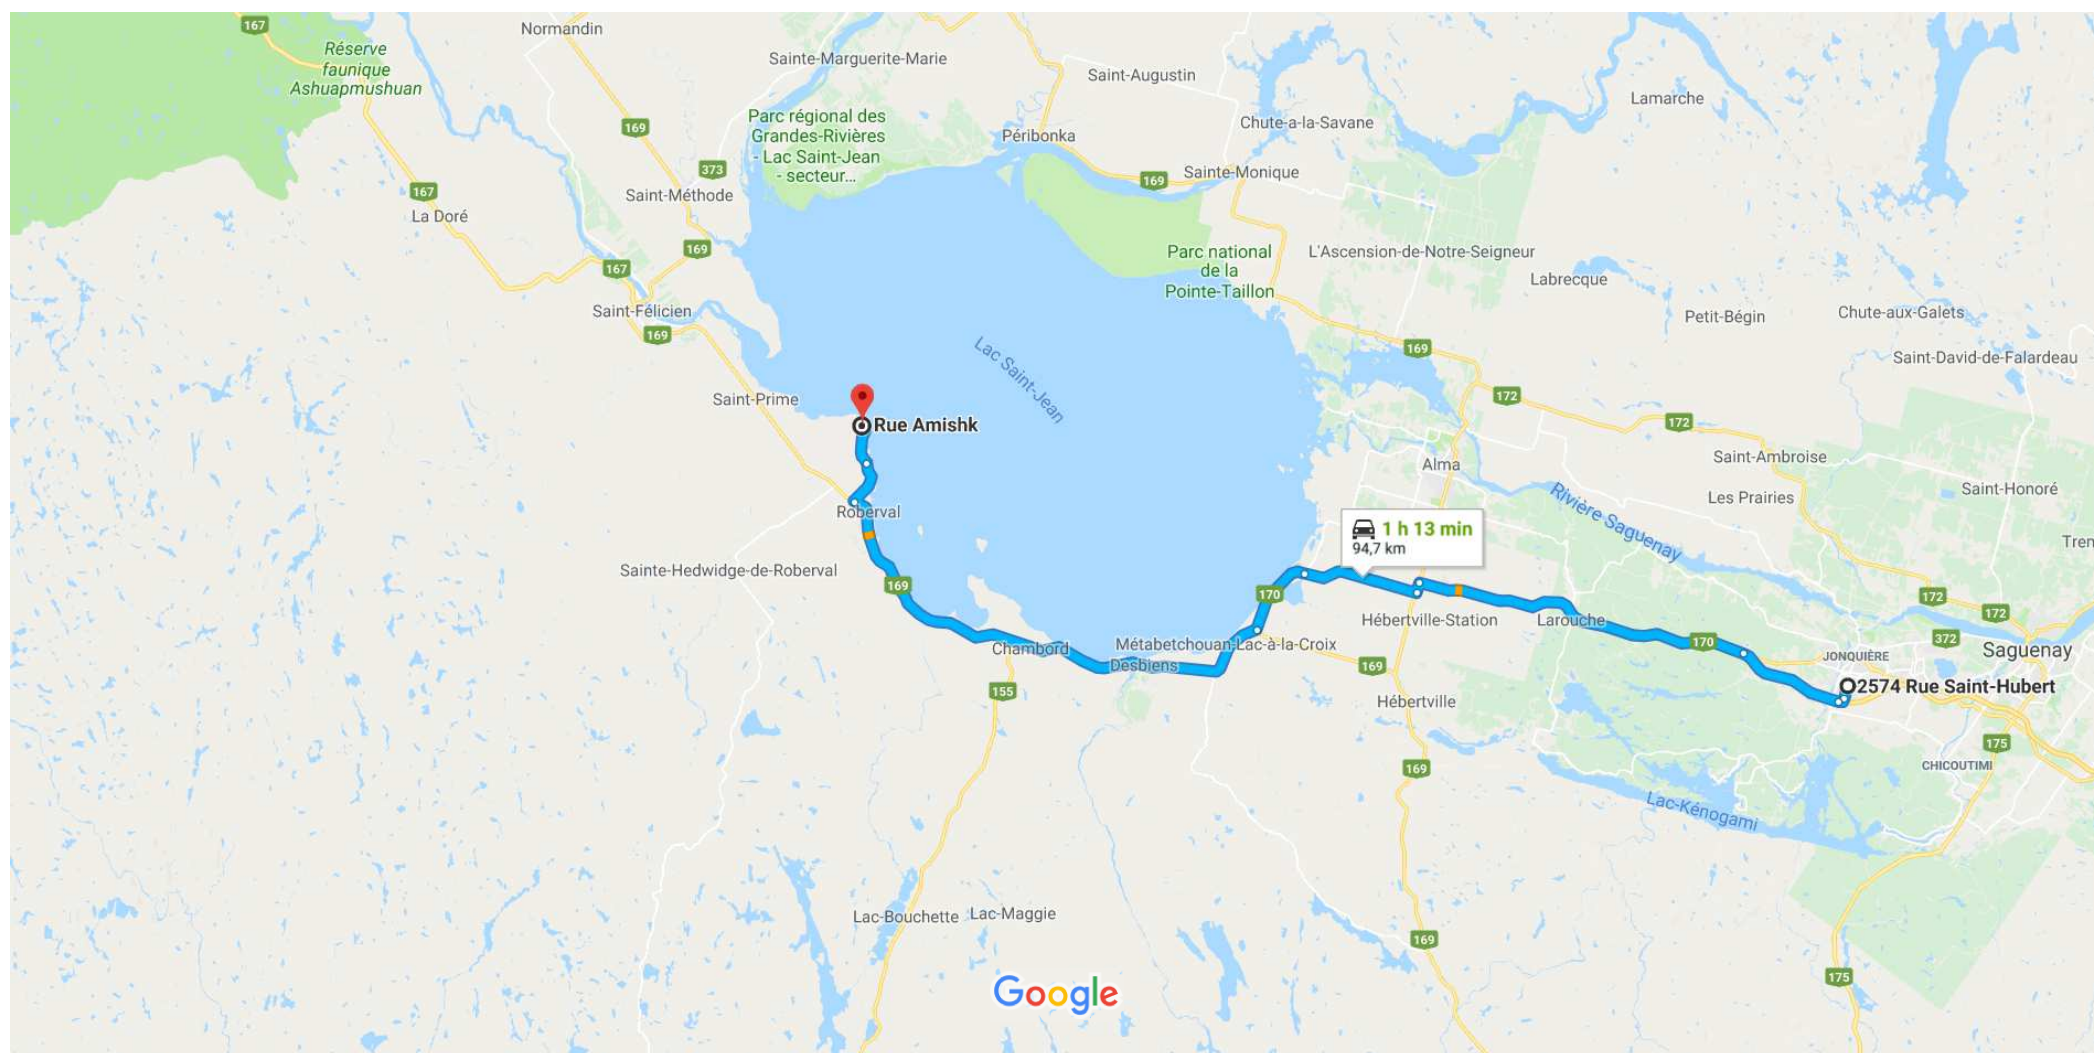 167
Normandin
Réserve
faunique
Ashuapmushuan
Sainte-Marguerite-Marie
Saint-Augustin
Lamarche
Parc régional des
Grandes-Rivières
- Lac Saint-Jean
- secteur...
169
Péribonka
Chute-a-la-Savane
373
Sainte-Monique
169
167
Saint-Méthode
La Doré
169
Parc national
de la
Pointe-Taillon
L'Ascension-de-Notre-Seigneur
167
Labrecque
Saint-Félicien
Petit-Bégin
Chute-aux-Galets
169
169
Saint-David-de-Falardeau
Lac Saint-Jean
Saint-Prime
172
Rue Amishk
172
Alma
Saint-Ambroise
Les Prairies
Saint-Honoré
Roberval
Rivière Saguenay
1 h 13 min
94,7 km
Tren
Sainte-Hedwidge-de-Roberval
169
170
172
172
Hébertville-Station
Larouche
372
170
Saguenay
Chambord
Métabetchouan-Lac-à-la-Croix
Desbiens
169
JONQUIÈRE
155
2574 Rue Saint-Hubert
Hébertville
175
169
CHICOUTIMI
Lac-Kénogami
Lac-Bouchette
Lac-Maggie
169
175
Google